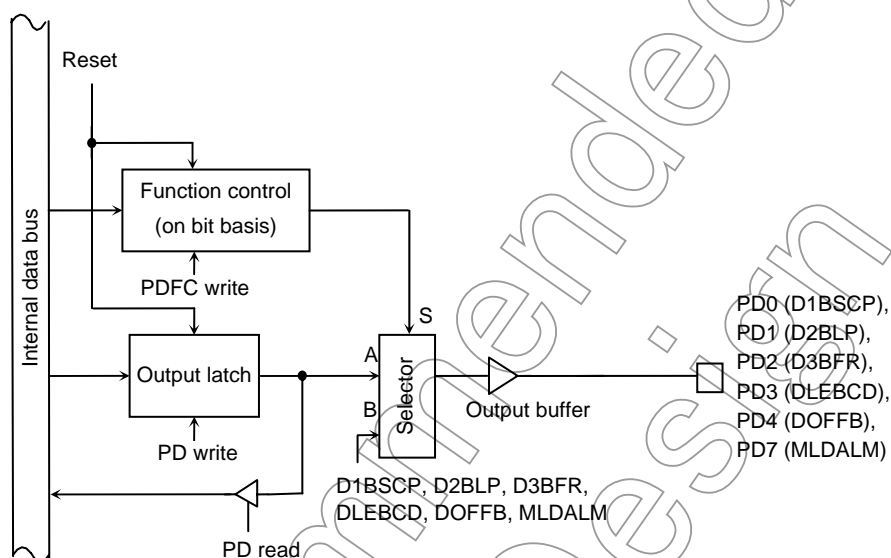 Reset
Internal data bus
Function control
(on bit basis)
PDFC write
S
A
B
Output latch
Selector
Output buffer
PD write
PD read
D1BSCP, D2BLP, D3BFR,
DLEBCD, DOFFB, MLDALM
PD0 (D1BSCP),
PD1 (D2BLP),
PD2 (D3BFR),
PD3 (DLEBCD),
PD4 (DOFFB),
PD7 (MLDALM)
mmended
esign